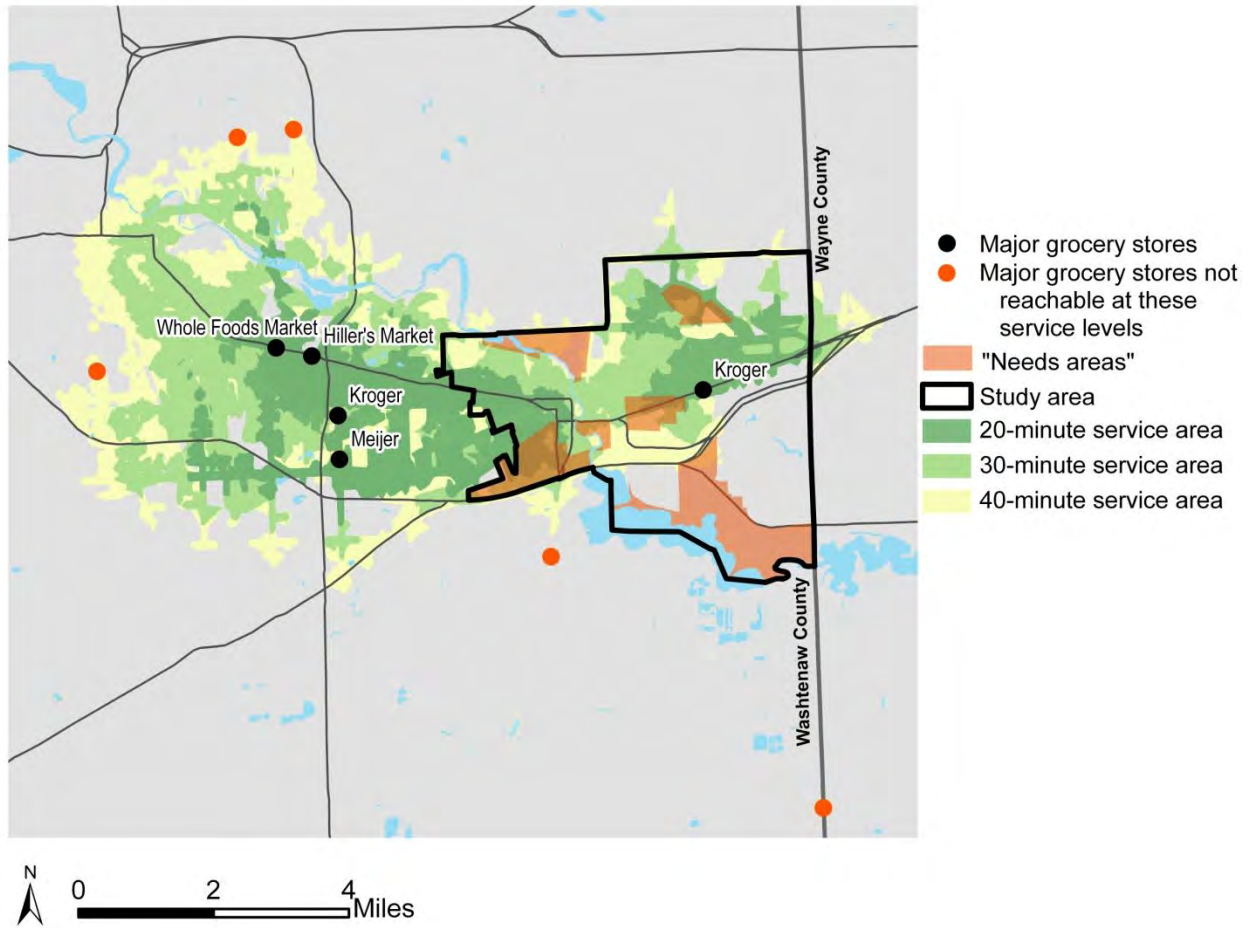 Wayne County
Whole Foods Market
Hiller's Market
Kroger
Kroger
Meijer
Washtenaw County
Major grocery stores
Major grocery stores not
reachable at these
service levels
"Needs areas"
Study area
20-minute service area
30-minute service area
40-minute service area
N
0 2 4
Miles